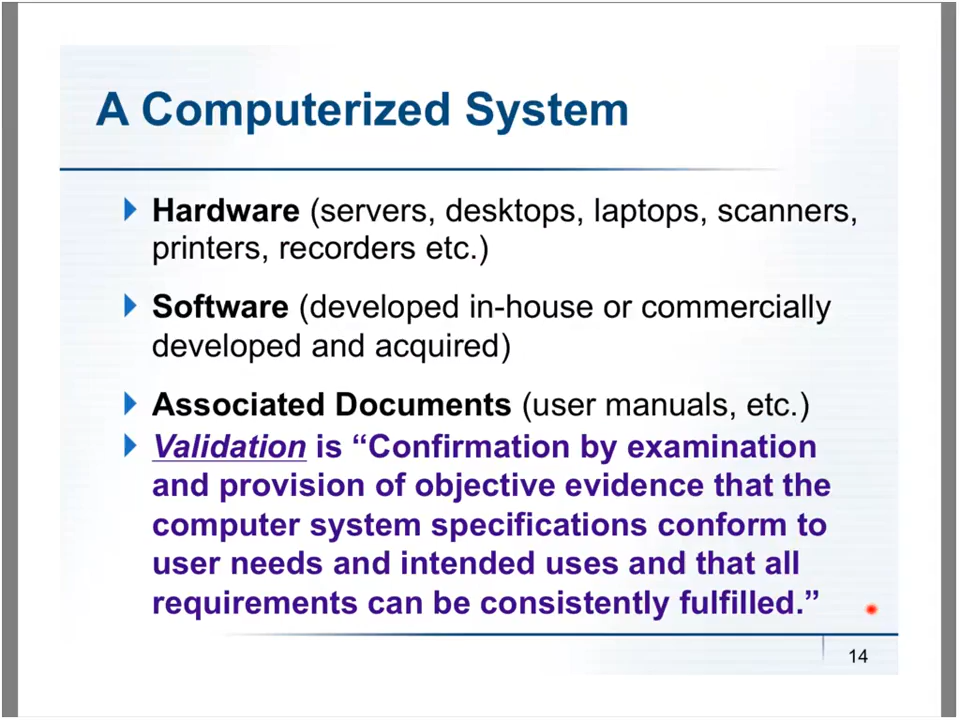 A Computerized System
Hardware (servers, desktops, laptops, scanners,
printers, recorders etc.)
Software (developed in-house or commercially
developed and acquired)
Associated Documents (user manuals, etc.)
Validation is “Confirmation by examination
and provision of objective evidence that the
computer system specifications conform to
user needs and intended uses and that all
requirements can be consistently fulfilled.”
14